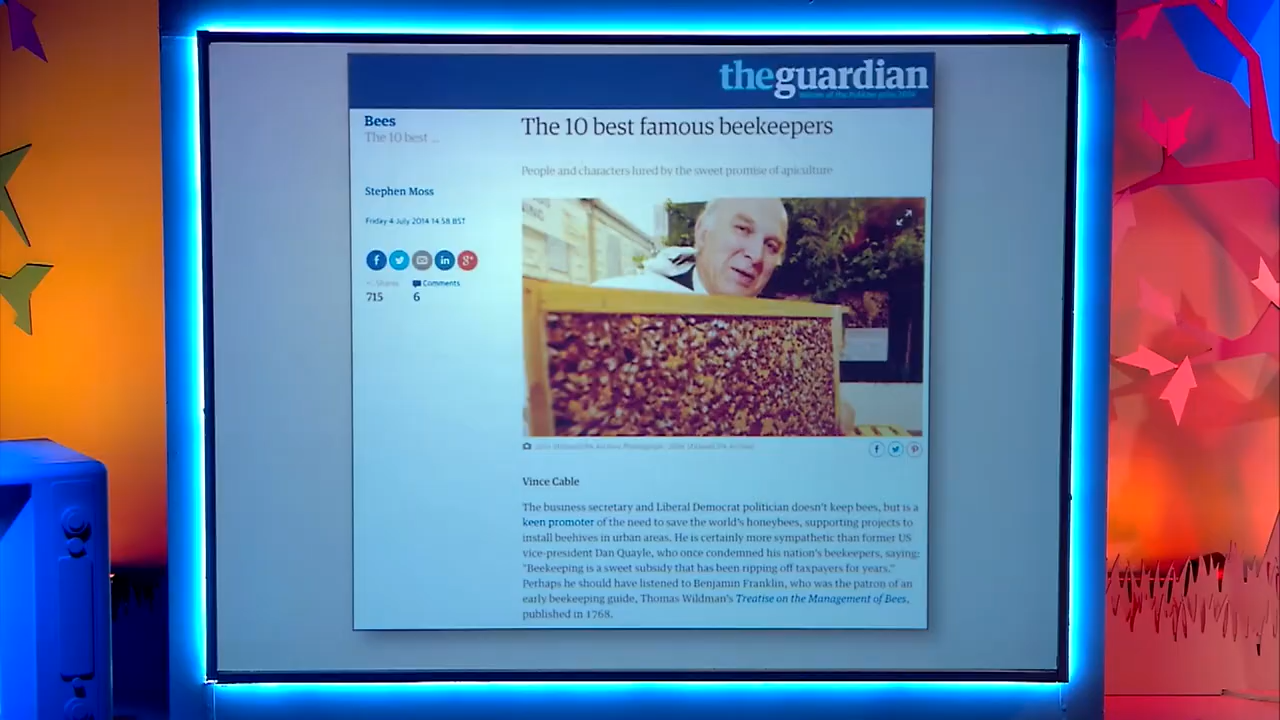 theguardian
Bees
The 10 best ...
The 10 best famous beekeepers
People and characters lured by the sweet promise of apiculture
Stephen Moss
Friday 4 July 2014 14.58 BST
Shares
Comments
715
6
Vince Cable
The business secretary and Liberal Democrat politician doesn't keep bees, but is a
keen promoter of the need to save the world's honeybees, supporting projects to
install beehives in urban areas. He is certainly more sympathetic than former US
vice-president Dan Quayle, who once condemned his nation's beekeepers, saying:
"Beekeeping is a sweet subsidy that has been ripping off taxpayers for years."
Perhaps he should have listened to Benjamin Franklin, who was the patron of an
early beekeeping guide, Thomas Wildman's Treatise on the Management of Bees,
published in 1768.